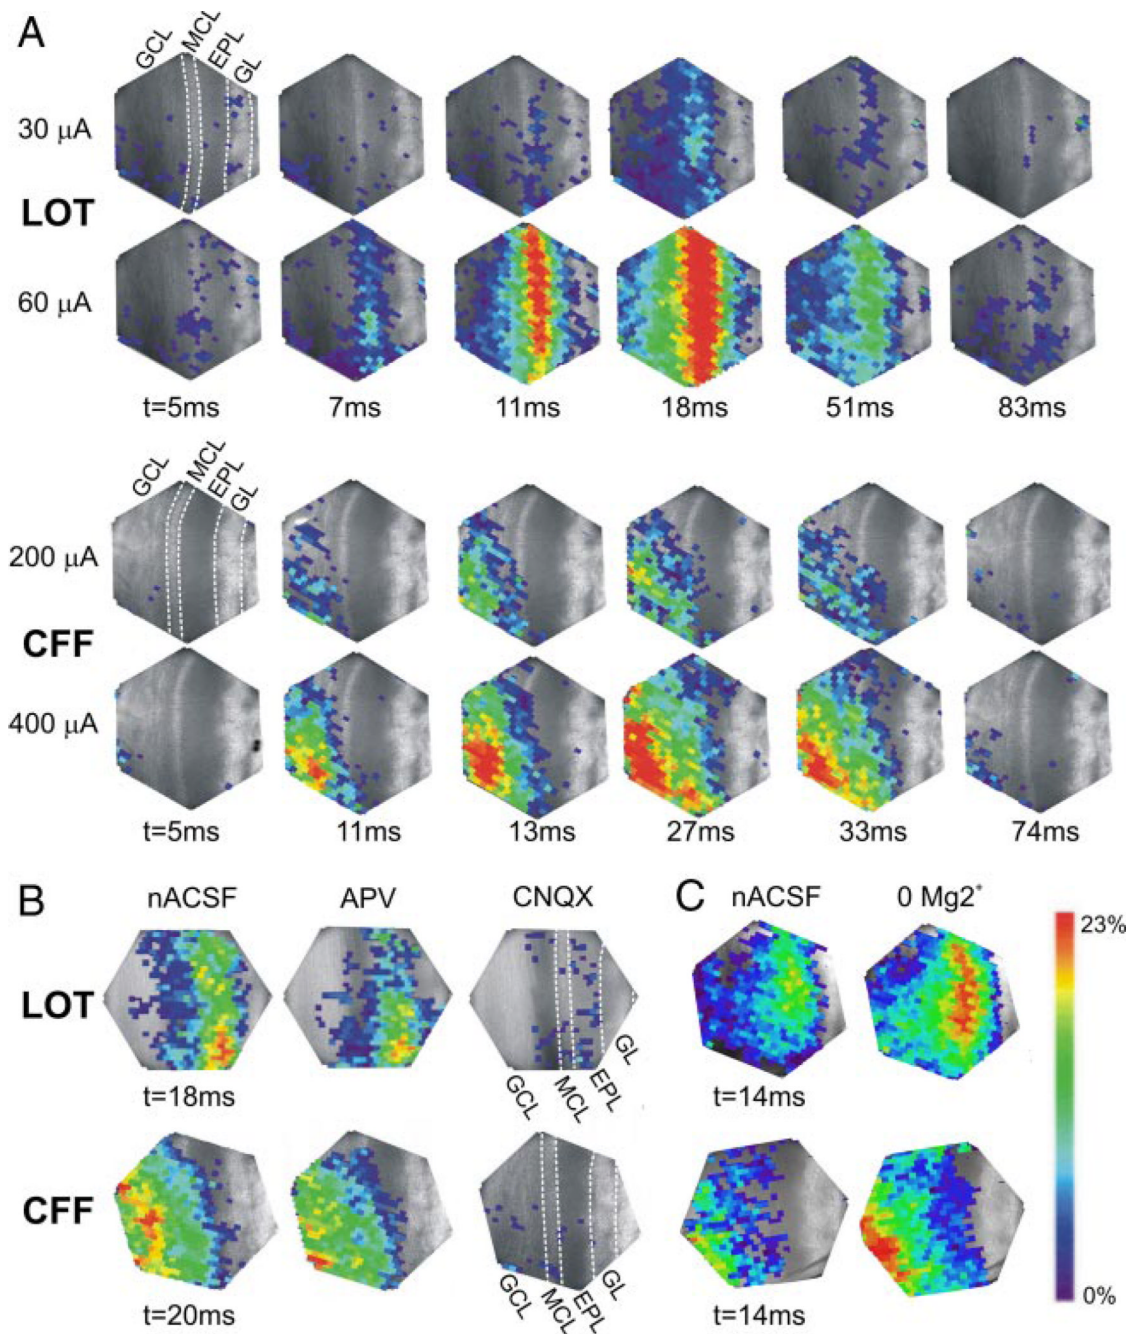 A
GCL MCL EPL GL
30 µA
LOT
60 µA
t=5ms 7ms 11ms 18ms 51ms 83ms
GCL MCL EPL GL
200 µA
CFF
400 µA
t=5ms 11ms 13ms 27ms 33ms 74ms
B nACSF APV CNQX
C nACSF 0 Mg2+
23%
LOT
GL
EPL
MCL
GCL
t=18ms
t=14ms
CFF
GL
EPL
MCL
GCL
0%
t=20ms
t=14ms